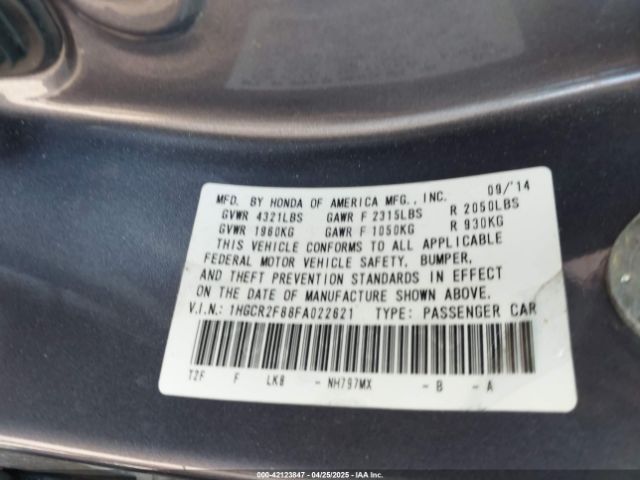 MFD. BY HONDA OF AMERICA MFG., INC. 09/'14
GVWR 4321LBS GAWR F 2315LBS R 2050LBS
GVWR 1960KG GAWR F 1050KG R 930KG
THIS VEHICLE CONFORMS TO ALL APPLICABLE
FEDERAL MOTOR VEHICLE SAFETY, BUMPER,
AND THEFT PREVENTION STANDARDS IN EFFECT
ON THE DATE OF MANUFACTURE SHOWN ABOVE.
V.I.N.: 1HGCR2F88FA022621 TYPE: PASSENGER CAR
T2F F LK8 - NH797MX - B - A
000-42123847 04/25/2025 IAA Inc.